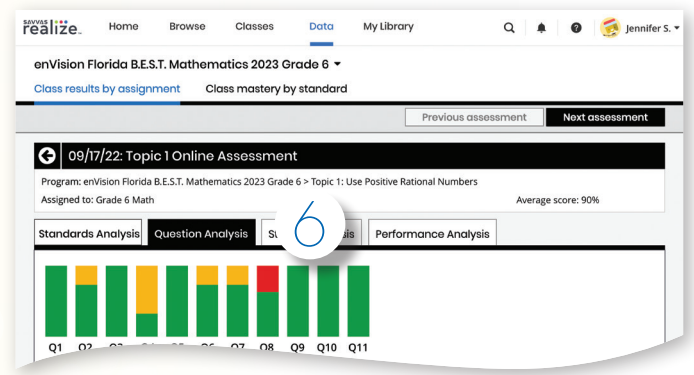 SAVVAS
realize. Home Browse Classes Data My Library Jennifer S.
enVision Florida B.E.S.T. Mathematics 2023 Grade 6
Class results by assignment Class mastery by standard
Previous assessment Next assessment
09/17/22: Topic 1 Online Assessment
Program: enVision Florida B.E.S.T. Mathematics 2023 Grade 6 > Topic 1: Use Positive Rational Numbers
Assigned to: Grade 6 Math Average score: 90%
Standards Analysis Question Analysis Performance Analysis
6
Q1 Q2 Q3 Q5 Q6 Q7 Q8 Q9 Q10 Q11